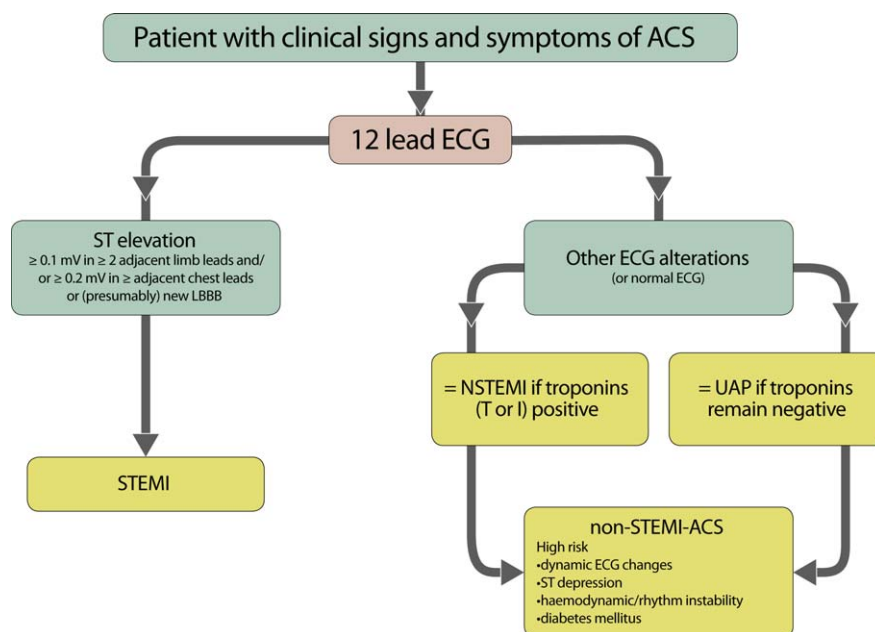 Patient with clinical signs and symptoms of ACS
12 lead ECG
ST elevation
≥ 0.1 mV in ≥ 2 adjacent limb leads and/
or ≥ 0.2 mV in ≥ adjacent chest leads
or (presumably) new LBBB
Other ECG alterations
(or normal ECG)
= NSTEMI if troponins
(T or I) positive
= UAP if troponins
remain negative
STEMI
non-STEMI-ACS
High risk
•dynamic ECG changes
•ST depression
•haemodynamic/rhythm instability
•diabetes mellitus